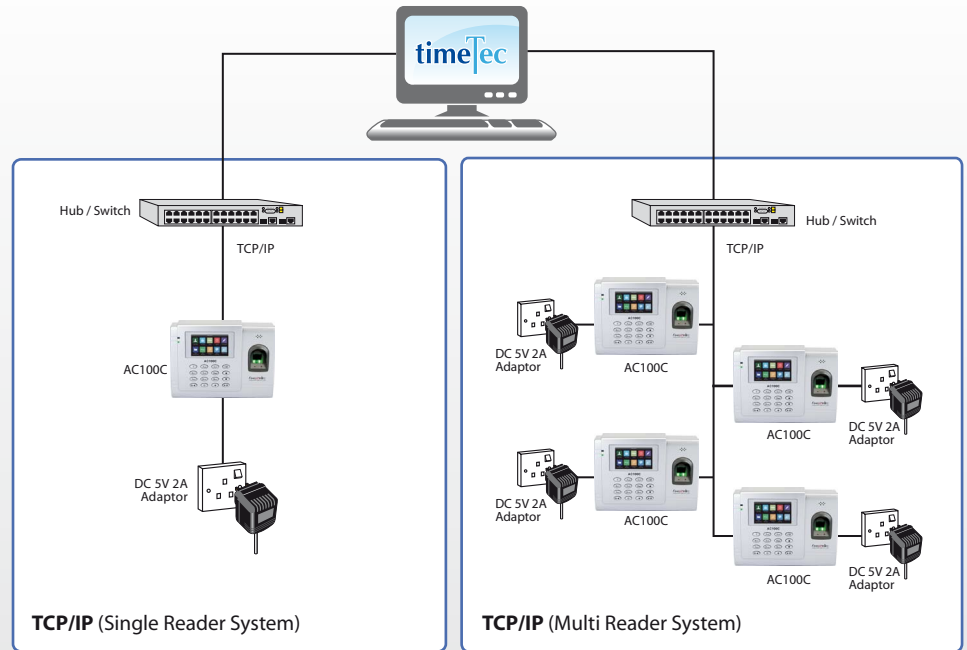 timeTec
Hub / Switch
TCP/IP
AC100C
DC 5V 2A
Adaptor
TCP/IP (Single Reader System)
Hub / Switch
TCP/IP
DC 5V 2A
Adaptor
AC100C
AC100C
DC 5V 2A
Adaptor
DC 5V 2A
Adaptor
AC100C
AC100C
DC 5V 2A
Adaptor
TCP/IP (Multi Reader System)